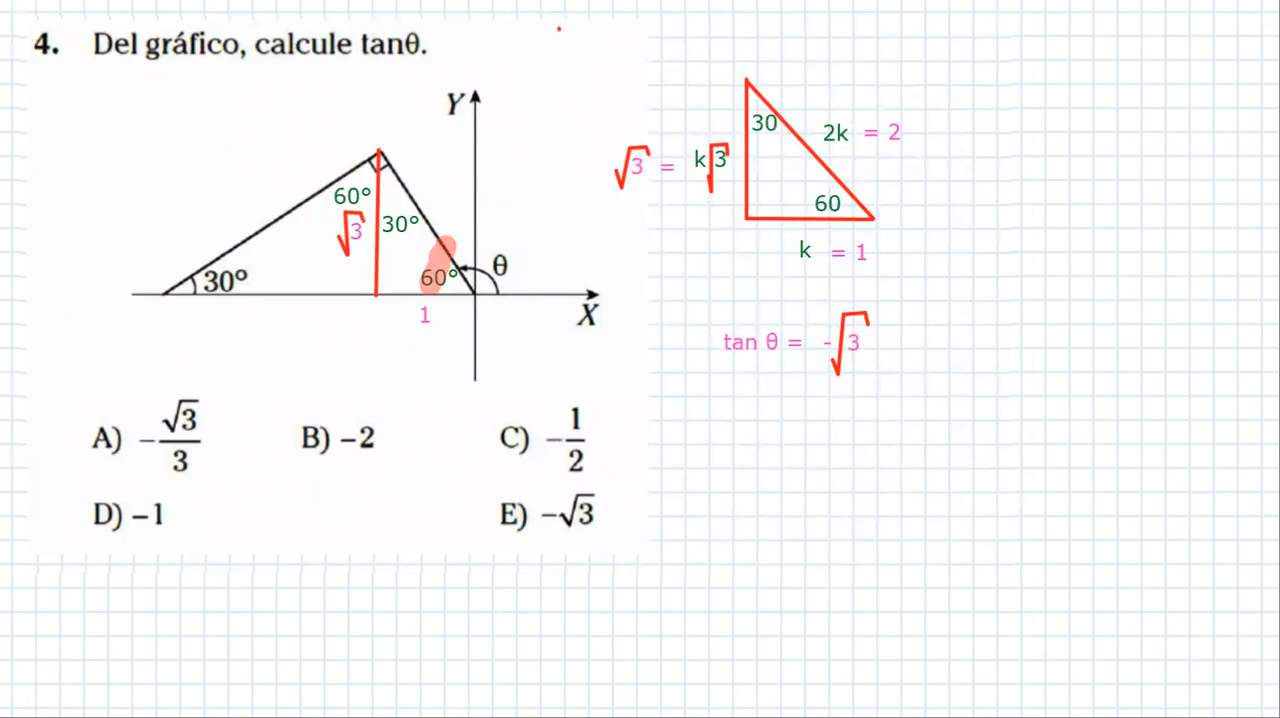 4. Del gráfico, calcule tanθ.
Y
30
2k = 2
√3 = k√3
60°
√3
30°
60
30°
60°
θ
k = 1
1
X
tan θ = -√3
A) -√3/3 B) -2 C) -1/2
D) -1 E) -√3